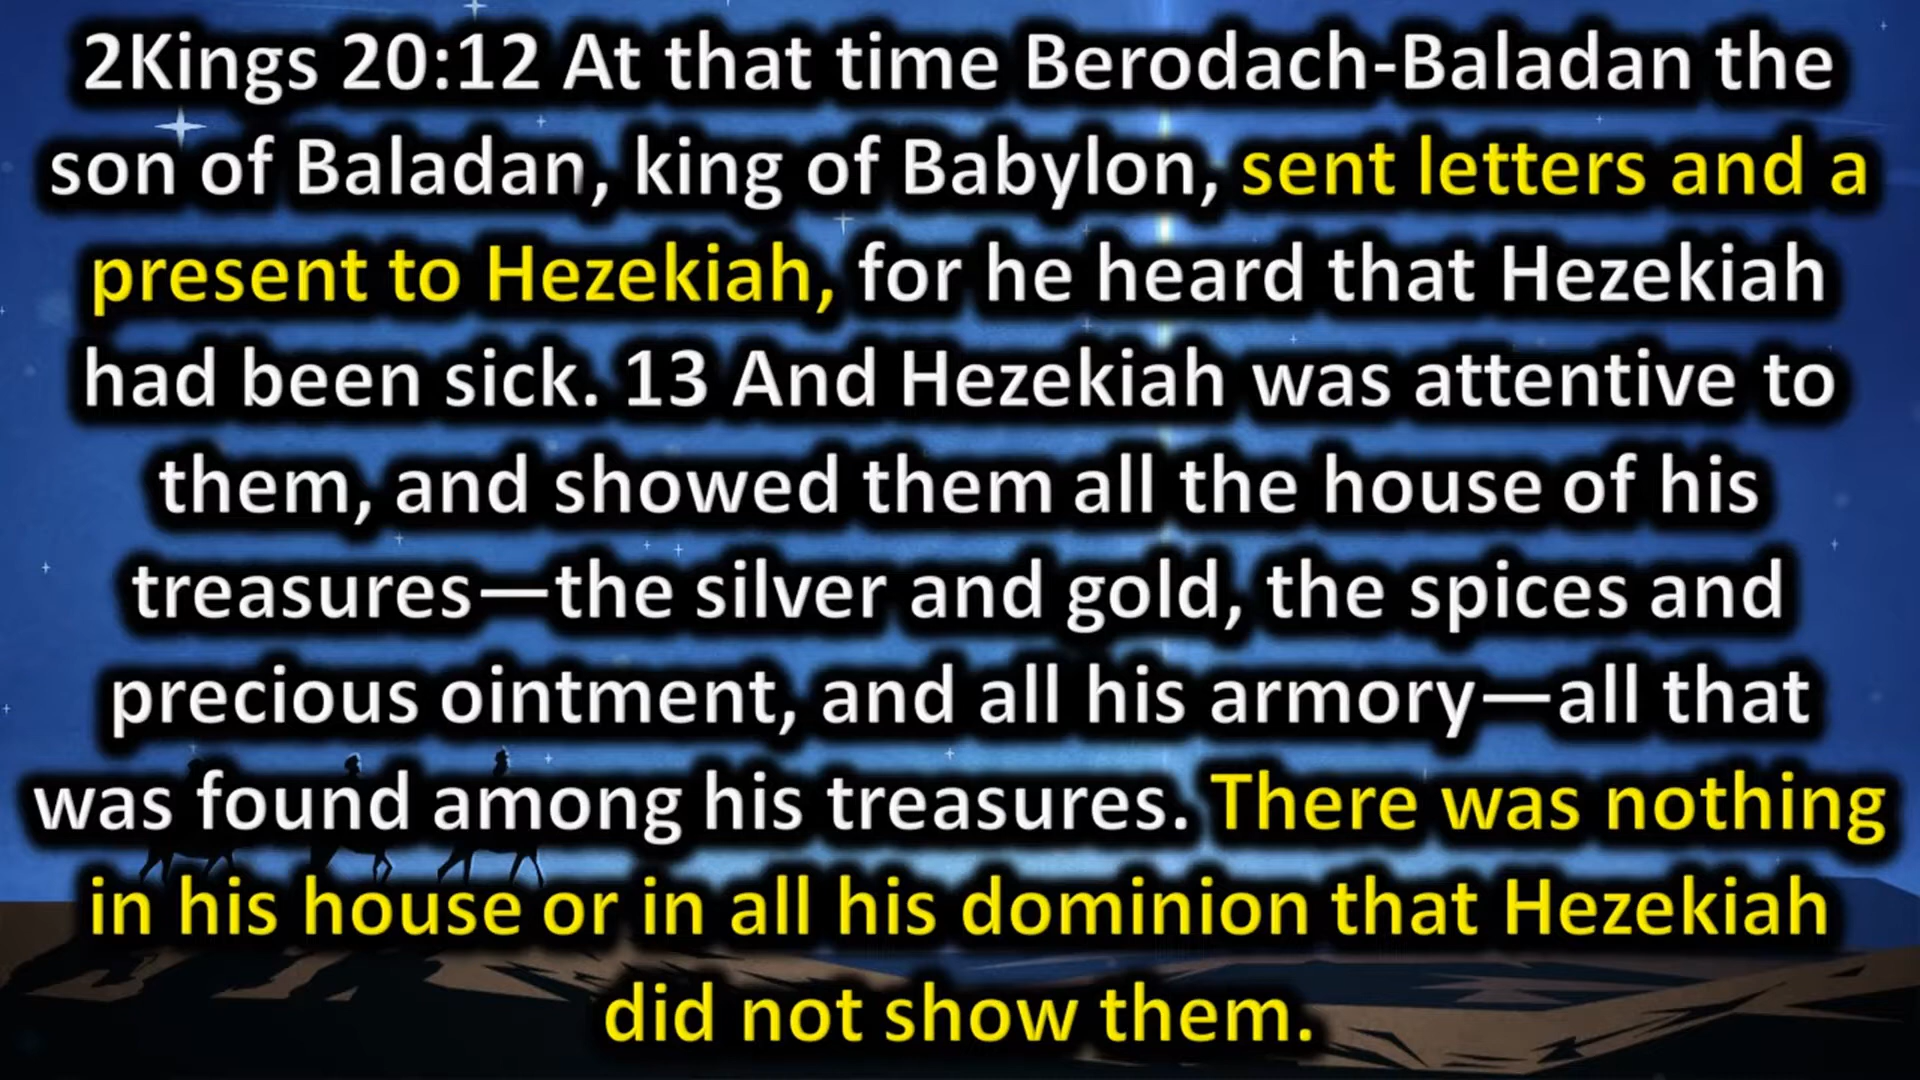 2Kings 20:12 At that time Berodach-Baladan the
son of Baladan, king of Babylon, sent letters and a
present to Hezekiah, for he heard that Hezekiah
had been sick. 13 And Hezekiah was attentive to
them, and showed them all the house of his
treasures—the silver and gold, the spices and
precious ointment, and all his armory—all that
was found among his treasures. There was nothing
in his house or in all his dominion that Hezekiah
did not show them.